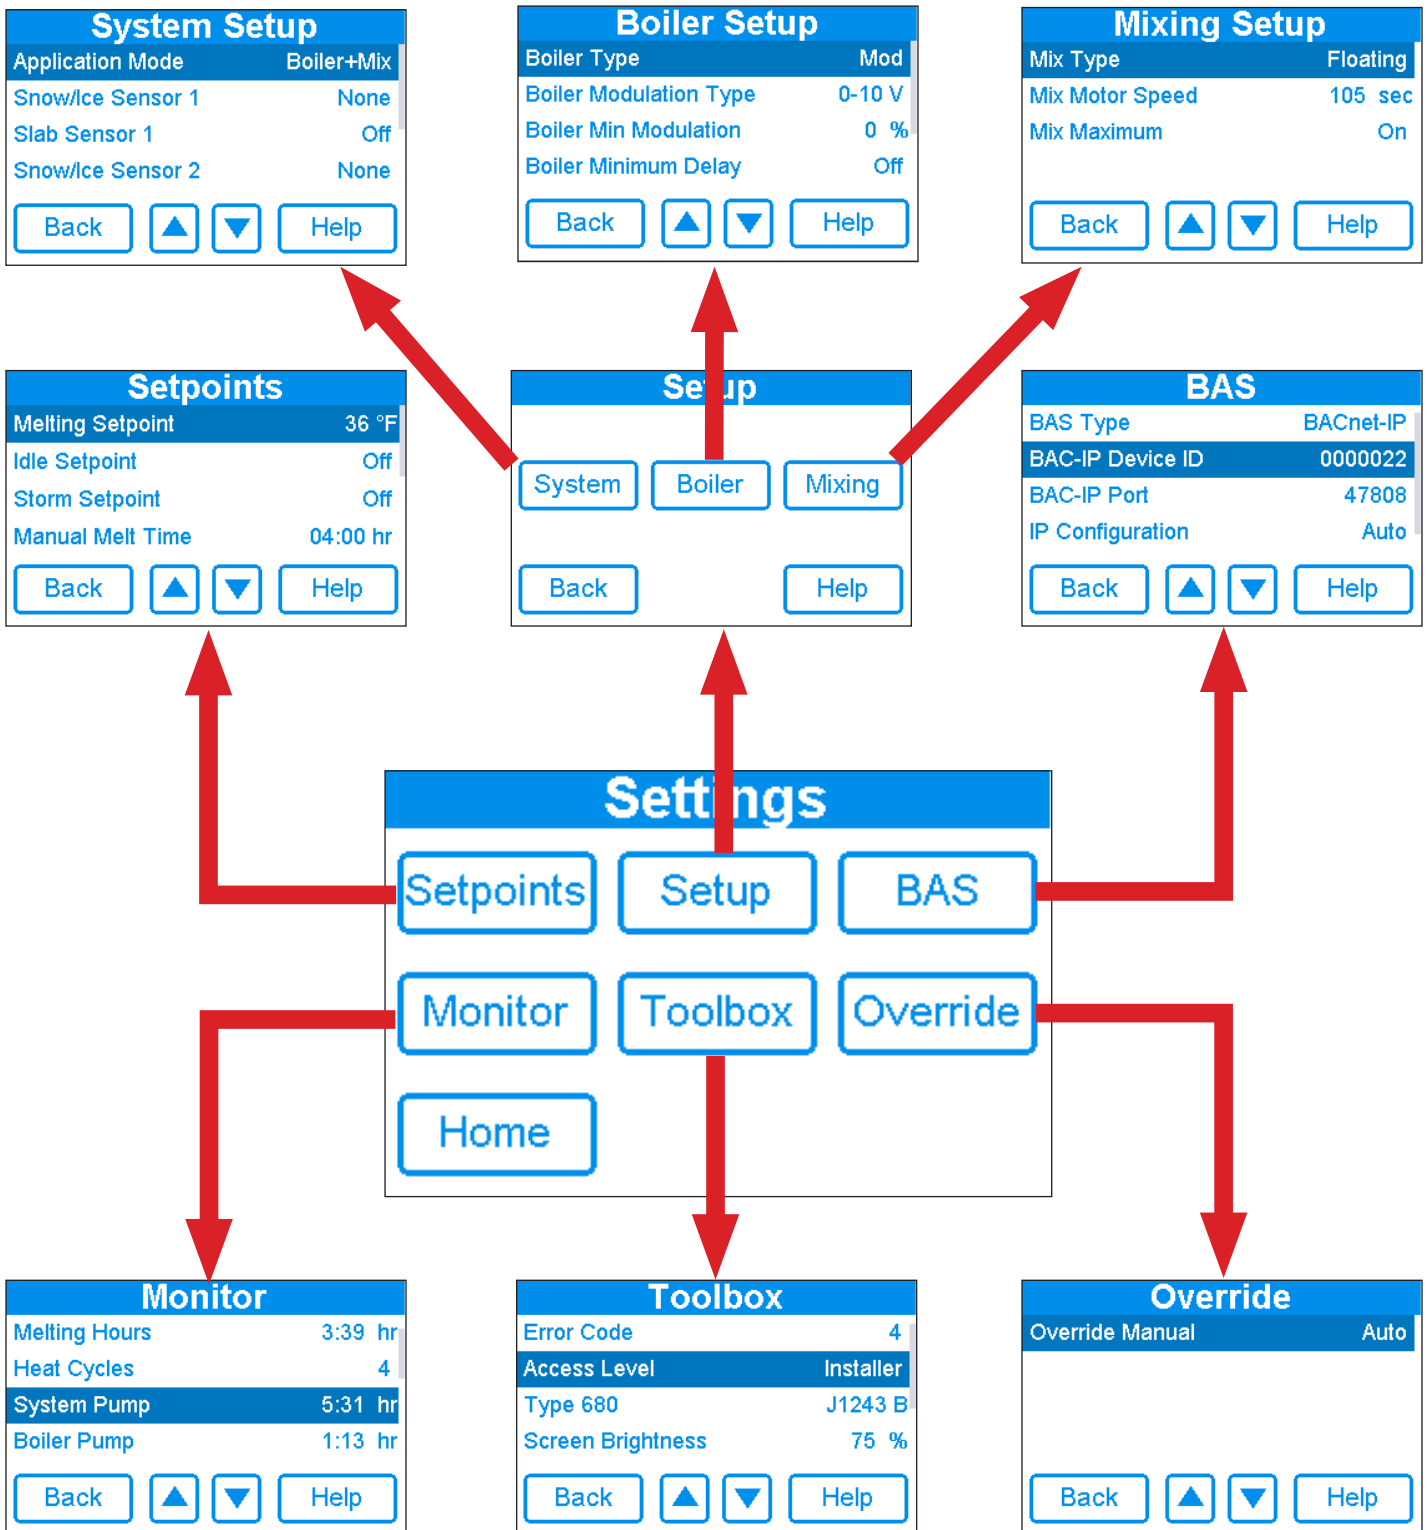 System Setup
Application Mode Boiler+Mix
Snow/Ice Sensor 1 None
Slab Sensor 1 Off
Snow/Ice Sensor 2 None
Back Help
Boiler Setup
Boiler Type Mod
Boiler Modulation Type 0-10 V
Boiler Min Modulation 0 %
Boiler Minimum Delay Off
Back Help
Mixing Setup
Mix Type Floating
Mix Motor Speed 105 sec
Mix Maximum On
Back Help
Setpoints
Melting Setpoint 36 °F
Idle Setpoint Off
Storm Setpoint Off
Manual Melt Time 04:00 hr
Back Help
Setup
System Boiler Mixing
Back Help
BAS
BAS Type BACnet-IP
BAC-IP Device ID 0000022
BAC-IP Port 47808
IP Configuration Auto
Back Help
Settings
Setpoints Setup BAS
Monitor Toolbox Override
Home
Monitor
Melting Hours 3:39 hr
Heat Cycles 4
System Pump 5:31 hr
Boiler Pump 1:13 hr
Back Help
Toolbox
Error Code 4
Access Level Installer
Type 680 J1243 B
Screen Brightness 75 %
Back Help
Override
Override Manual Auto
Back Help